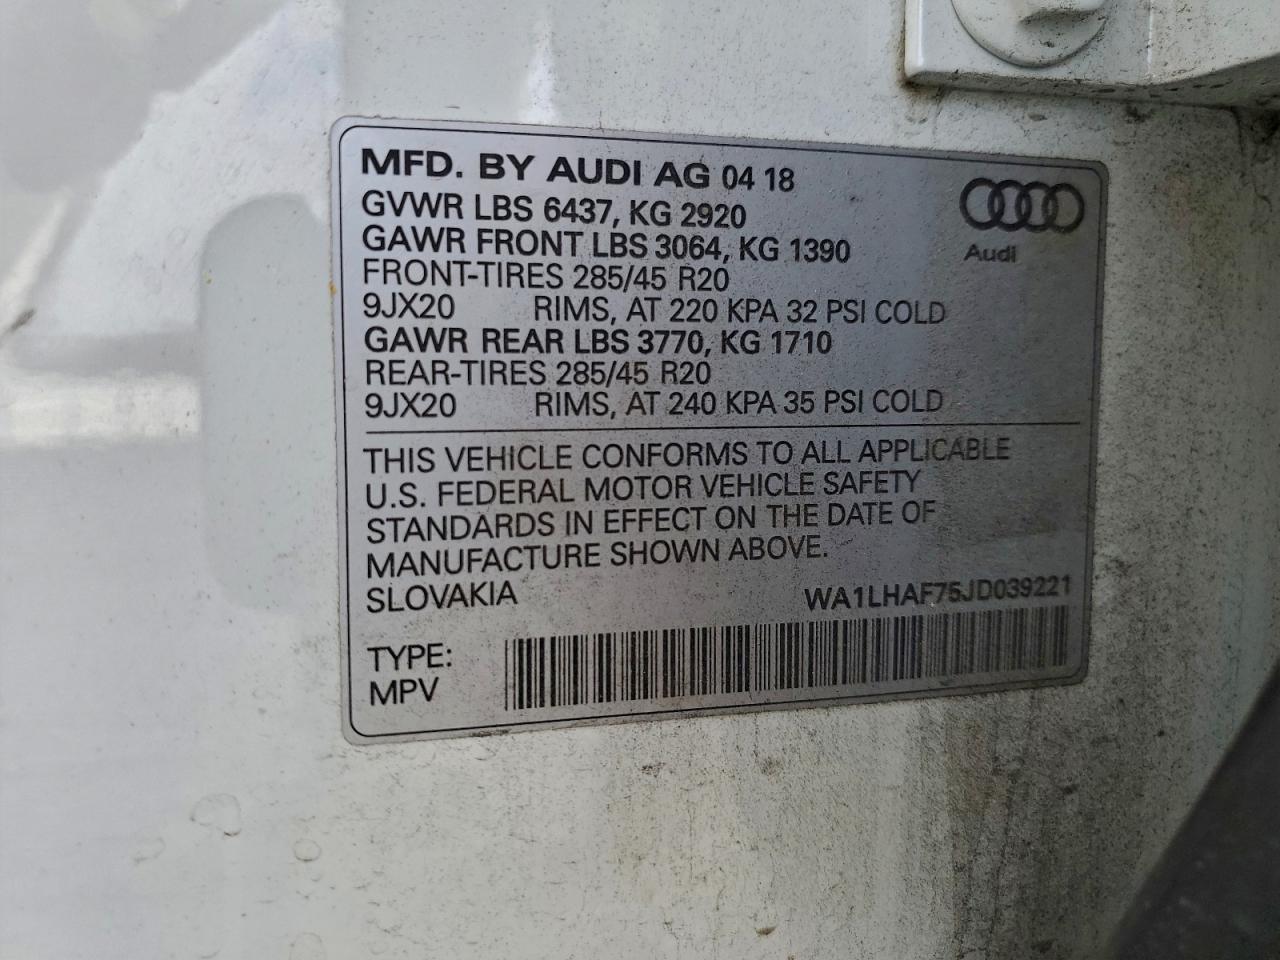 MFD. BY AUDI AG 04 18
GVWR LBS 6437, KG 2920
GAWR FRONT LBS 3064, KG 1390
FRONT-TIRES 285/45 R20
9JX20 RIMS, AT 220 KPA 32 PSI COLD
GAWR REAR LBS 3770, KG 1710
REAR-TIRES 285/45 R20
9JX20 RIMS, AT 240 KPA 35 PSI COLD
Audi
THIS VEHICLE CONFORMS TO ALL APPLICABLE
U.S. FEDERAL MOTOR VEHICLE SAFETY
STANDARDS IN EFFECT ON THE DATE OF
MANUFACTURE SHOWN ABOVE.
SLOVAKIA WA1LHAF75JD039221
TYPE:
MPV